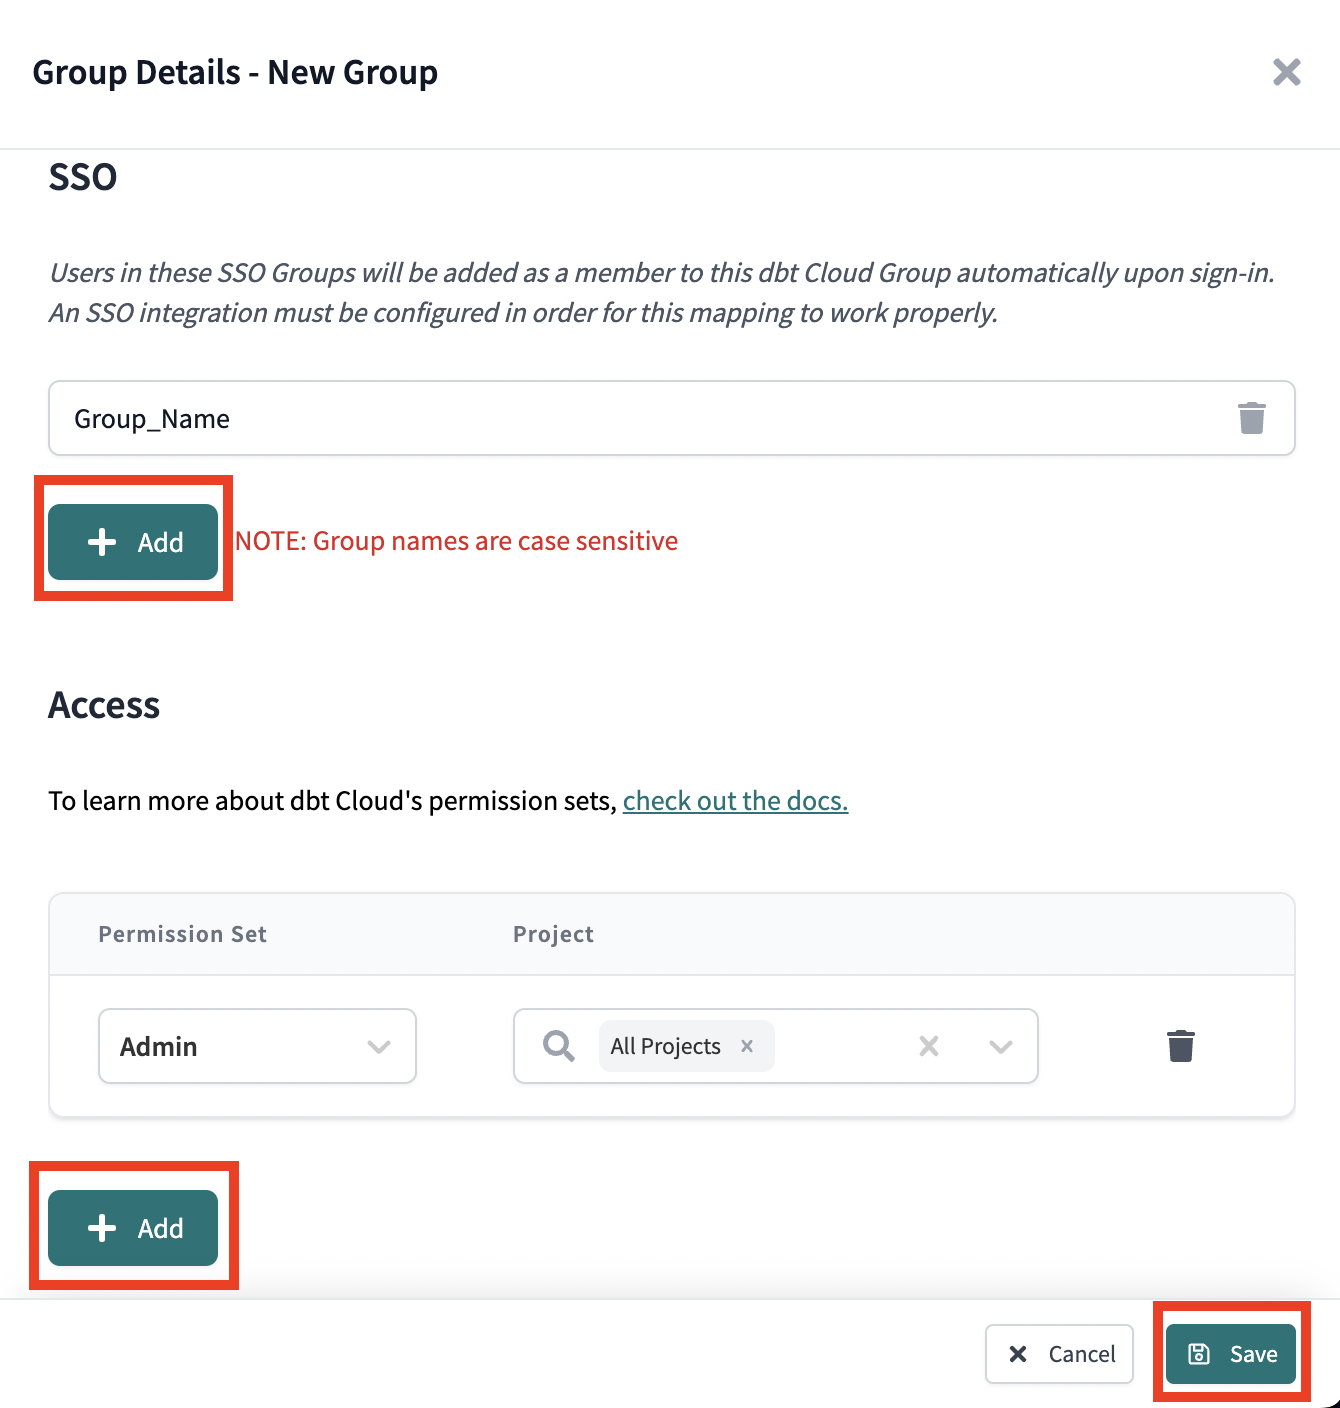 Group Details - New Group
SSO
Users in these SSO Groups will be added as a member to this dbt Cloud Group automatically upon sign-in.
An SSO integration must be configured in order for this mapping to work properly.
Group_Name
Add
NOTE: Group names are case sensitive
Access
To learn more about dbt Cloud's permission sets, check out the docs.
Permission Set Project
Admin All Projects
Add
Cancel Save